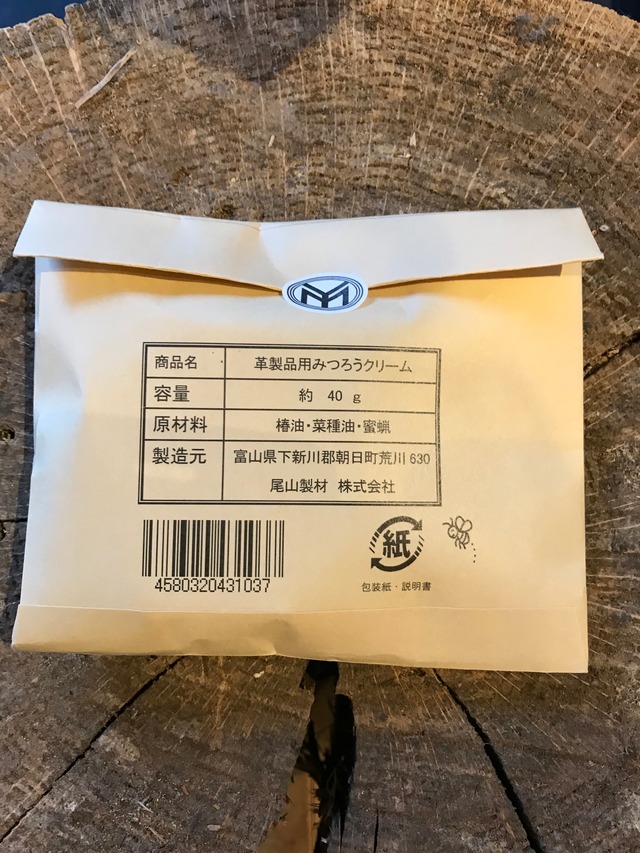 商品名 革製品用みつろうクリーム
容量 約 40 g
原材料 椿油・菜種油・蜜蝋
製造元 富山県下新川郡朝日町荒川 630
尾山製材 株式会社
4580320431037
紙
包装紙・説明書